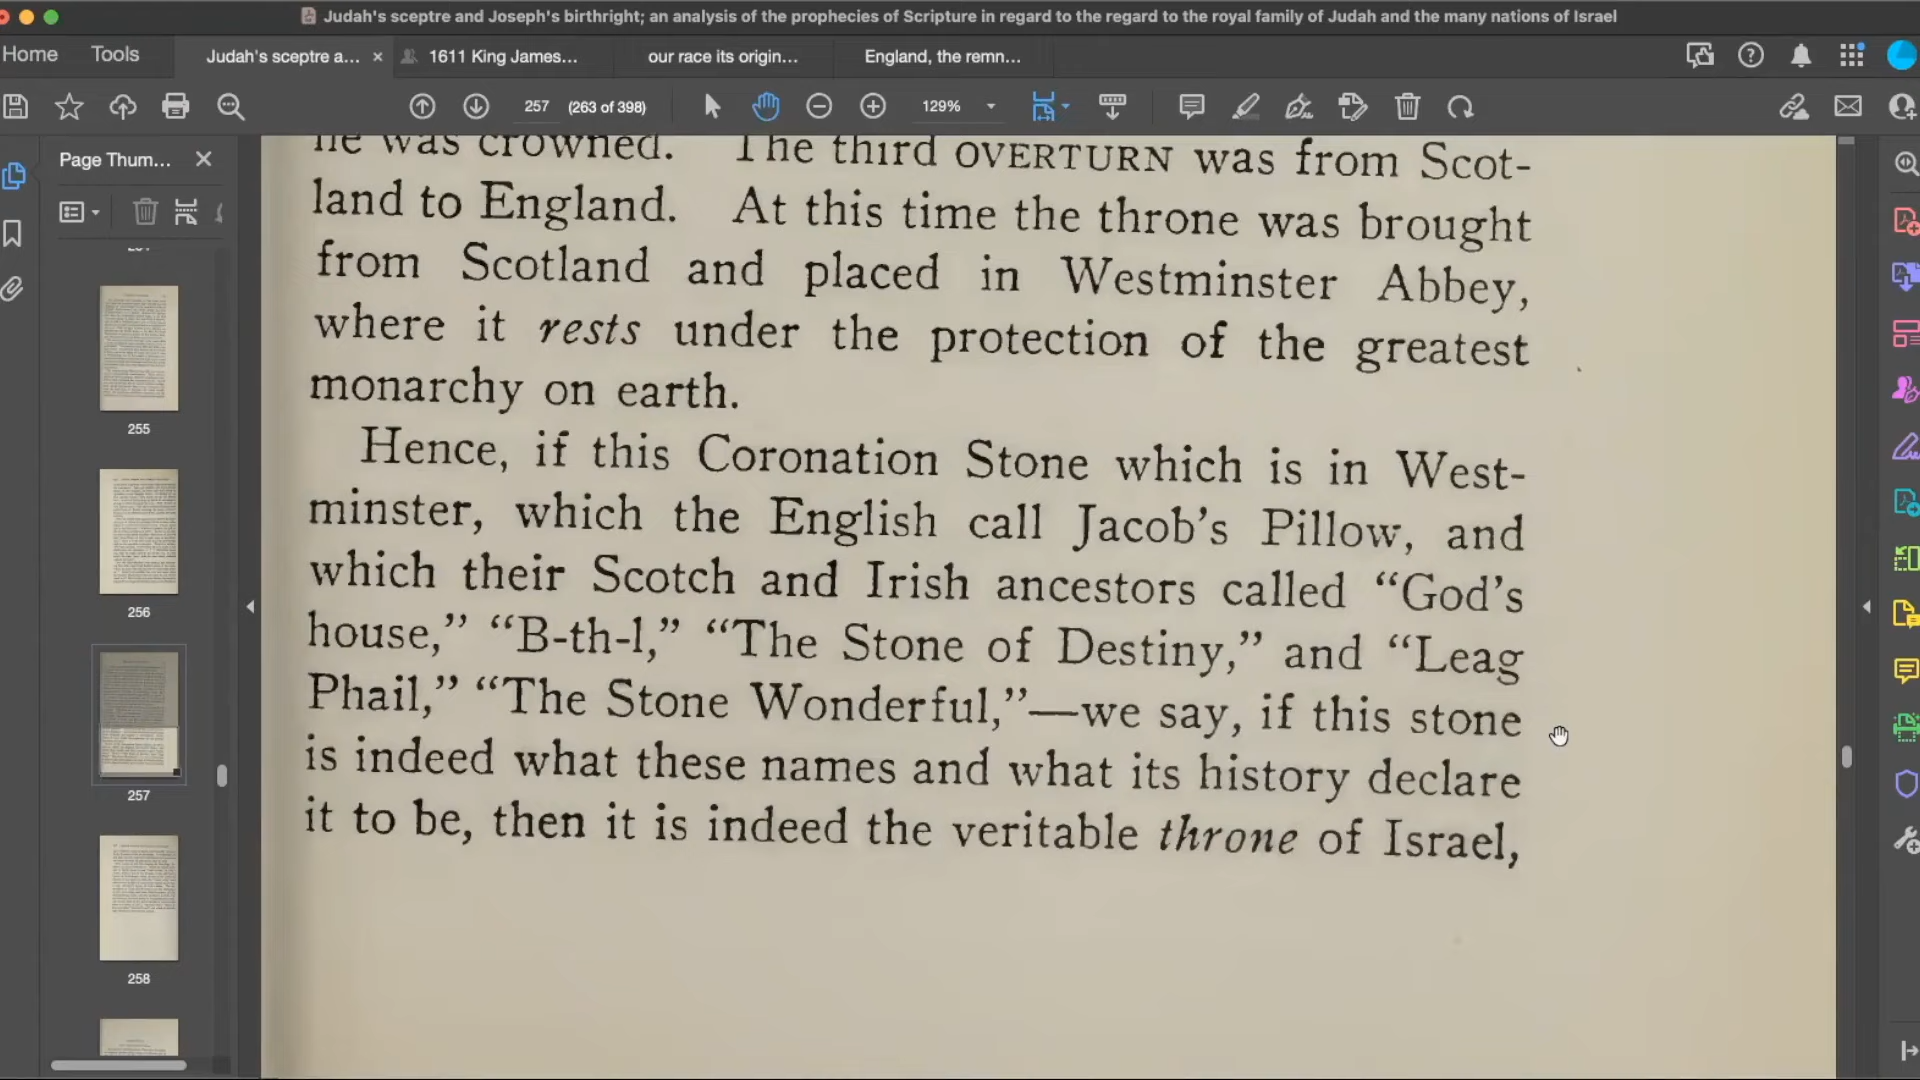 Judah's sceptre and Joseph's birthright; an analysis of the prophecies of Scripture in regard to the regard to the royal family of Judah and the many nations of Israel
Home Tools Judah's sceptre a... 1611 King James... our race its origin... England, the remn...
257 (263 of 398) 129%
Page Thum...
255
256
257
258
he was crowned. The third OVERTURN was from Scot-
land to England. At this time the throne was brought
from Scotland and placed in Westminster Abbey,
where it rests under the protection of the greatest
monarchy on earth.
Hence, if this Coronation Stone which is in West-
minster, which the English call Jacob's Pillow, and
which their Scotch and Irish ancestors called “God's
house,” “B-th-l,” “The Stone of Destiny,” and “Leag
Phail,” “The Stone Wonderful,”—we say, if this stone
is indeed what these names and what its history declare
it to be, then it is indeed the veritable throne of Israel,